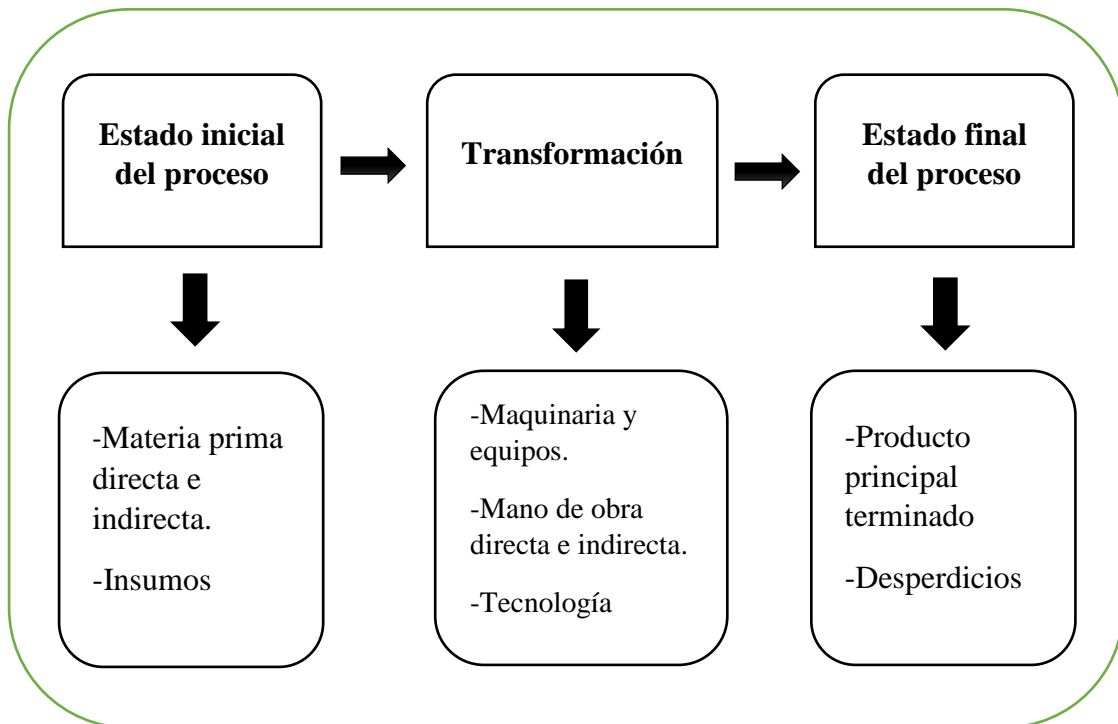 Estado inicial
del proceso
Transformación
Estado final
del proceso
-Materia prima
directa e
indirecta.
-Insumos
-Maquinaria y
equipos.
-Mano de obra
directa e indirecta.
-Tecnología
-Producto
principal
terminado
-Desperdicios